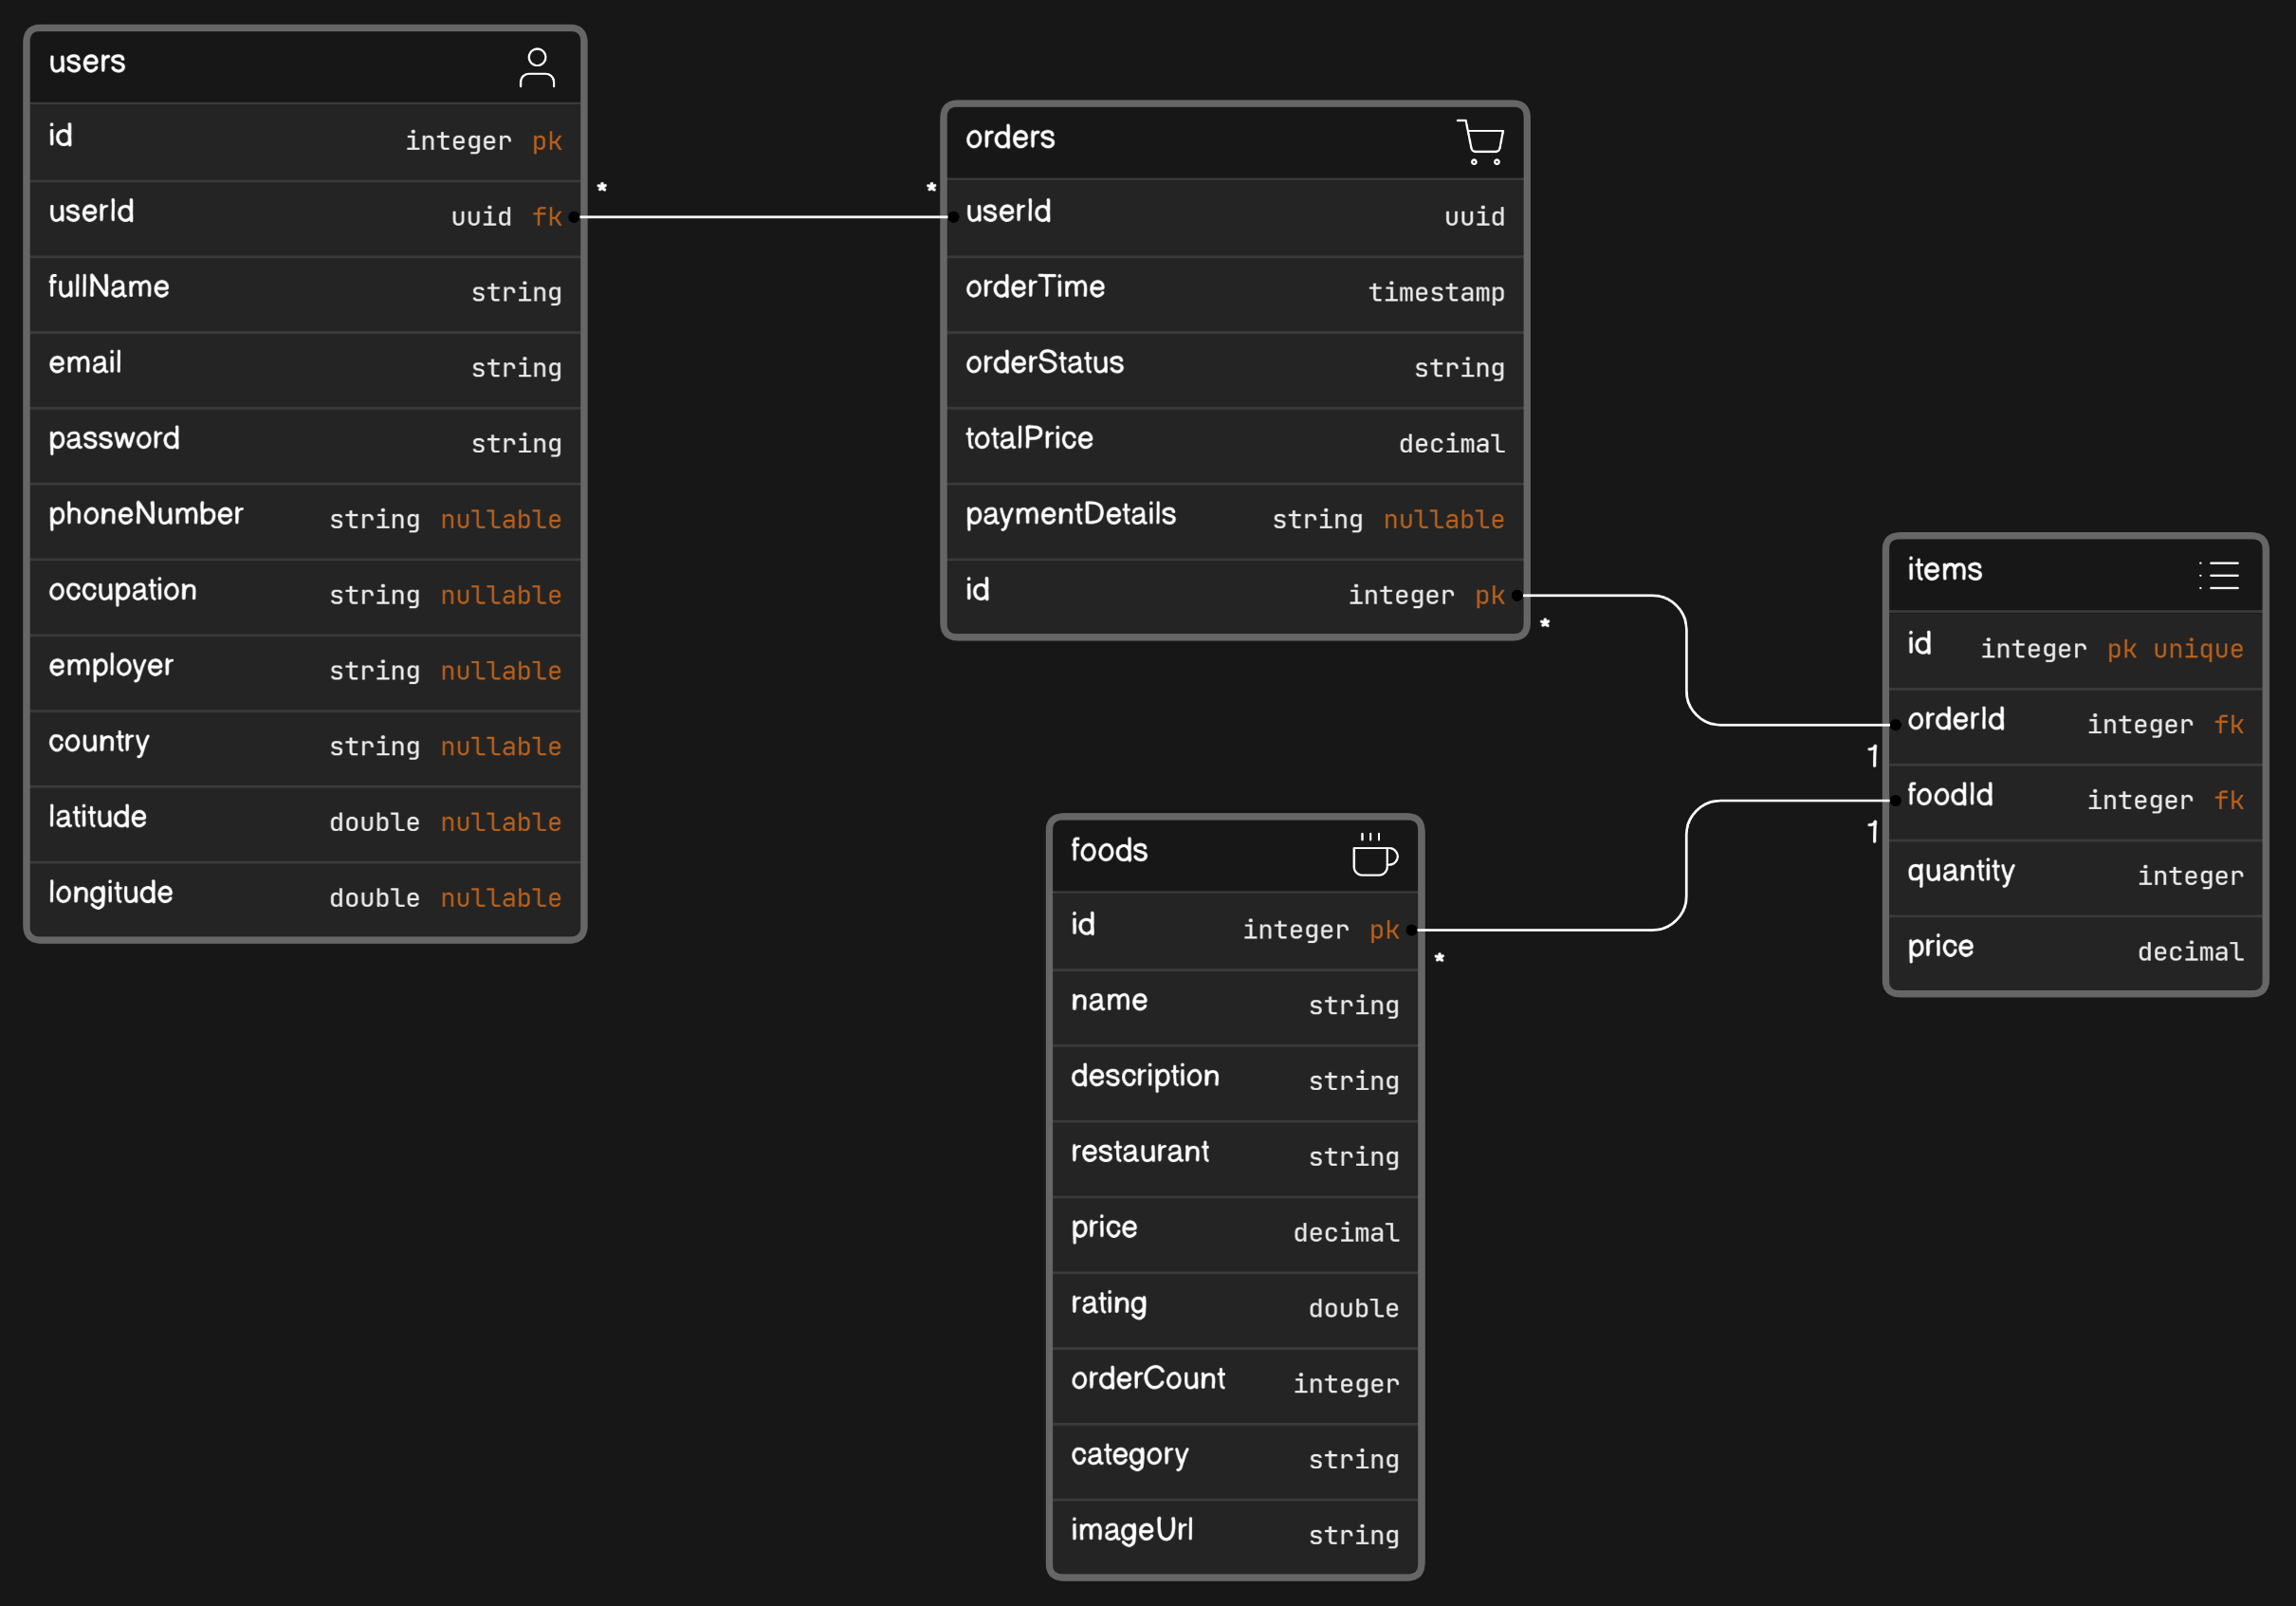 users
id integer pk
userId uuid fk
fullName string
email string
password string
phoneNumber string nullable
occupation string nullable
employer string nullable
country string nullable
latitude double nullable
longitude double nullable
* *
orders
userId uuid
orderTime timestamp
orderStatus string
totalPrice decimal
paymentDetails string nullable
id integer pk
*
items
id integer pk unique
orderId integer fk
1
foodId integer fk
1
quantity integer
price decimal
foods
id integer pk
*
name string
description string
restaurant string
price decimal
rating double
orderCount integer
category string
imageUrl string